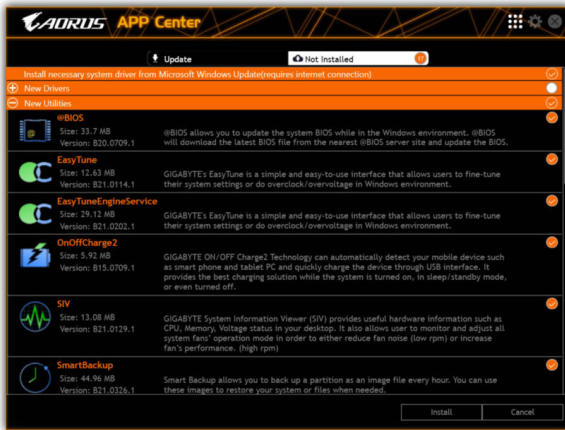 AORUS APP Center
Update
Not Installed
Install necessary system driver from Microsoft Windows Update(requires internet connection)
New Drivers
New Utilities
@BIOS
Size: 33.7 MB
Version: B20.0709.1
@BIOS allows you to update the system BIOS while in the Windows environment. @BIOS
will download the latest BIOS file from the nearest @BIOS server site and update the BIOS.
EasyTune
Size: 12.63 MB
Version: B21.0114.1
GIGABYTE's EasyTune is a simple and easy-to-use interface that allows users to fine-tune
their system settings or do overclock/overvoltage in Windows environment.
EasyTuneEngineService
Size: 29.12 MB
Version: B21.0202.1
GIGABYTE's EasyTune is a simple and easy-to-use interface that allows users to fine-tune
their system settings or do overclock/overvoltage in Windows environment.
OnOffCharge2
Size: 5.92 MB
Version: B15.0709.1
GIGABYTE ON/OFF Charge2 Technology can automatically detect your mobile device such
as smart phone and tablet PC and quickly charge the device through USB interface. It
provides the best charging solution while the system is turned on, in sleep/standby mode,
or even turned off.
SIV
Size: 13.08 MB
Version: B21.0129.1
GIGABYTE System Information Viewer (SIV) provides useful hardware information such as
CPU, Memory, Voltage status in your desktop. It also allows user to monitor and adjust all
system fans' operation mode in order to either reduce fan noise (low rpm) or increase
fan's performance. (high rpm)
SmartBackup
Size: 44.96 MB
Version: B21.0326.1
Smart Backup allows you to back up a partition as an image file every hour. You can use
these images to restore your system or files when needed.
Install
Cancel